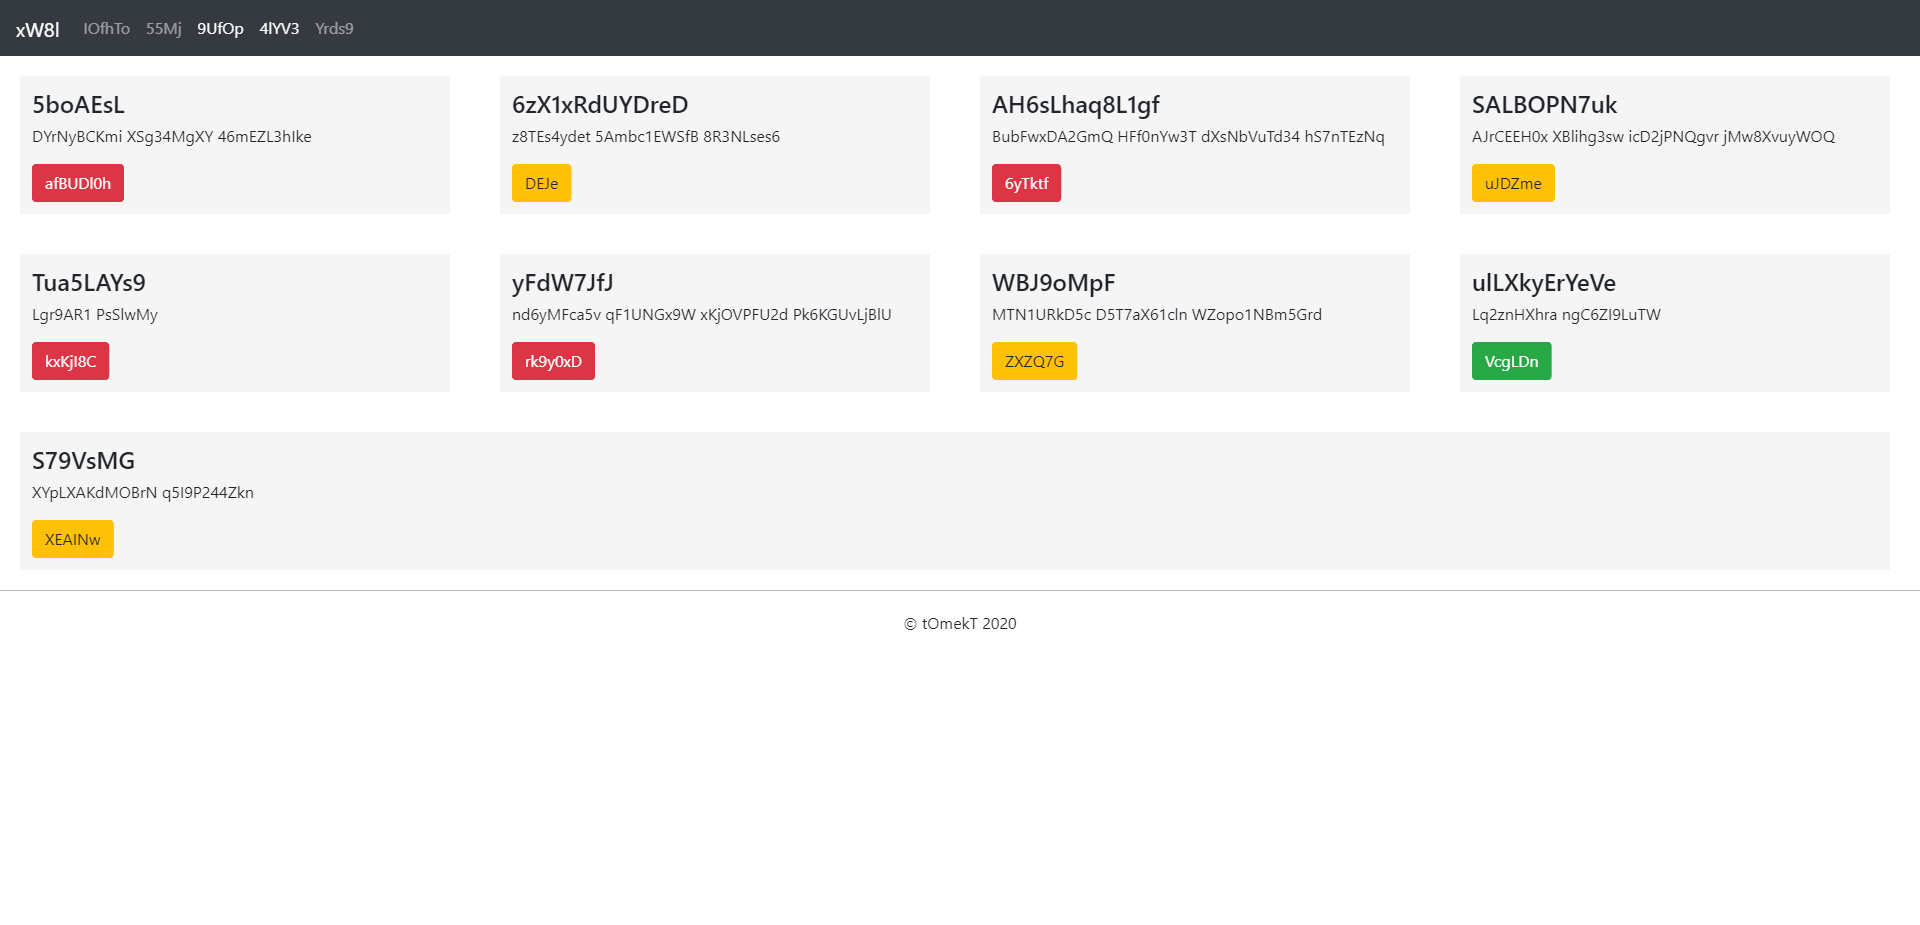 xW8l IOfhTo 55Mj 9UfOp 4lYV3 Yrds9
5boAEsL
DYrNyBCKmi XSg34MgXY 46mEZL3hIke
afBUDl0h
6zX1xRdUYDreD
z8TEs4ydet 5Ambc1EWSfB 8R3NLses6
DEJe
AH6sLhaq8L1gf
BubFwxDA2GmQ HFf0nYw3T dXsNbVuTd34 hS7nTEzNq
6yTktf
SALBOPN7uk
AJrCEEH0x XBlihg3sw icD2jPNQgvr jMw8XvuyWOQ
uJDZme
Tua5LAYs9
Lgr9AR1 PsSlwMy
kxKjI8C
yFdW7JfJ
nd6yMFca5v qF1UNGx9W xKjOVPFU2d Pk6KGUvLjBlU
rk9y0xD
WBJ9oMpF
MTN1URkD5c D5T7aX61cln WZopo1NBm5Grd
ZXZQ7G
ulLXkyErYeVe
Lq2znHXhra ngC6ZI9LuTW
VcgLDn
S79VsMG
XYpLXAKdMOBrN q5I9P244Zkn
XEAINw
© tOmekT 2020